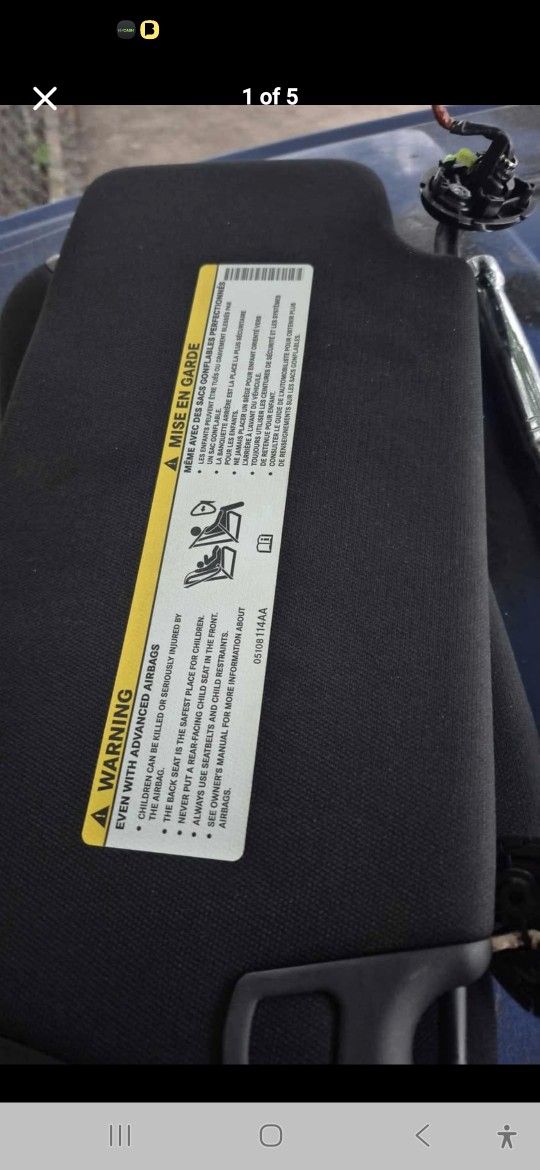 1 of 5
WARNING
EVEN WITH ADVANCED AIRBAGS
• CHILDREN CAN BE KILLED OR SERIOUSLY INJURED BY
THE AIRBAG.
• THE BACK SEAT IS THE SAFEST PLACE FOR CHILDREN.
• NEVER PUT A REAR-FACING CHILD SEAT IN THE FRONT.
• ALWAYS USE SEATBELTS AND CHILD RESTRAINTS.
• SEE OWNER'S MANUAL FOR MORE INFORMATION ABOUT
AIRBAGS.
05108114AA
MISE EN GARDE
MÊME AVEC DES SACS GONFLABLES PERFECTIONNÉS
• LES ENFANTS PEUVENT ÊTRE TUÉS OU GRAVEMENT BLESSÉS PAR
UN SAC GONFLABLE.
• LA BANQUETTE ARRIÈRE EST LA PLACE LA PLUS SÉCURITAIRE
POUR LES ENFANTS.
• NE JAMAIS PLACER UN SIÈGE POUR ENFANT ORIENTÉ VERS
L'ARRIÈRE À L'AVANT DU VÉHICULE.
• TOUJOURS UTILISER LES CEINTURES DE SÉCURITÉ ET LES SYSTÈMES
DE RETENUE POUR ENFANT.
• CONSULTER LE GUIDE DE L'AUTOMOBILISTE POUR OBTENIR PLUS
DE RENSEIGNEMENTS SUR LES SACS GONFLABLES.